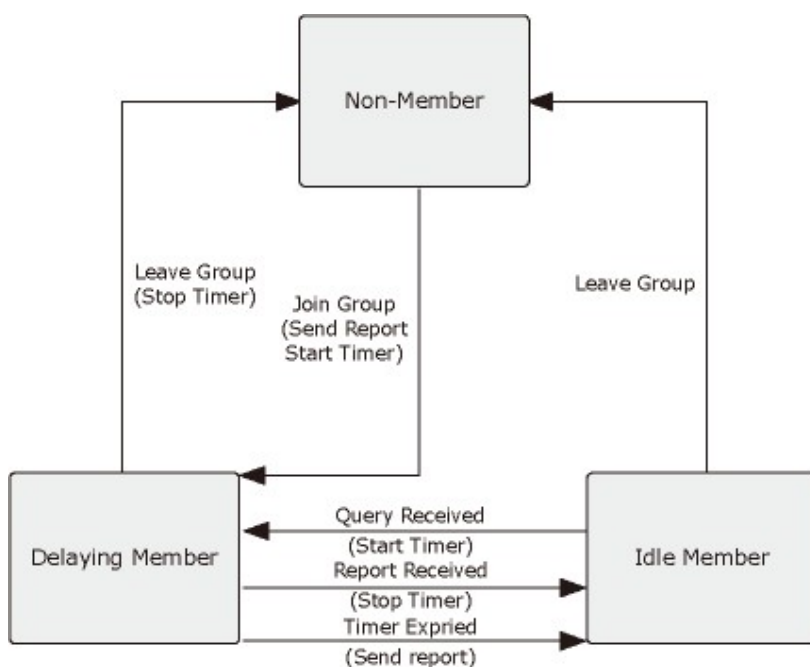 Non-Member
Leave Group
(Stop Timer)
Join Group
(Send Report
Start Timer)
Leave Group
Delaying Member
Query Received
(Start Timer)
Report Received
(Stop Timer)
Timer Expried
(Send report)
Idle Member